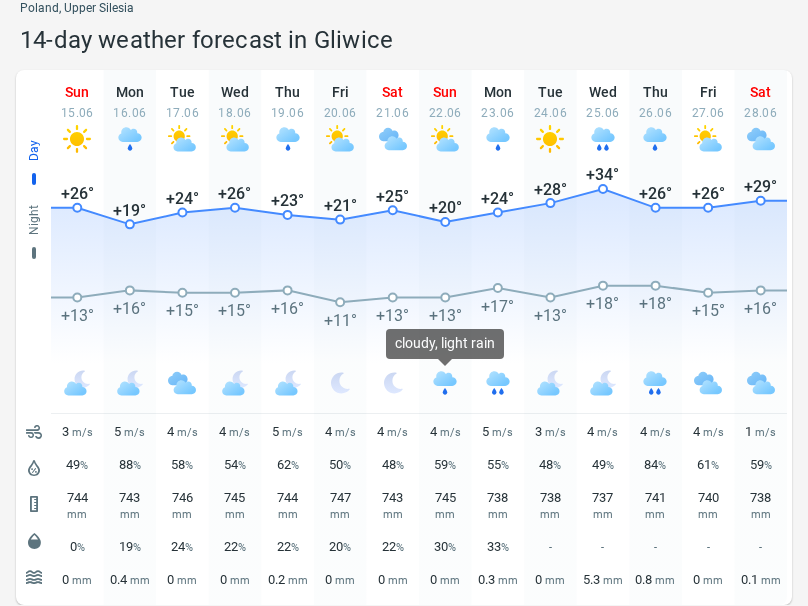 Poland, Upper Silesia
14-day weather forecast in Gliwice
Sun Mon Tue Wed Thu Fri Sat Sun Mon Tue Wed Thu Fri Sat
15.06 16.06 17.06 18.06 19.06 20.06 21.06 22.06 23.06 24.06 25.06 26.06 27.06 28.06
Day
+26° +19° +24° +26° +23° +21° +25° +20° +24° +28° +34° +26° +26° +29°
Night
+13° +16° +15° +15° +16° +11° +13° +13° +17° +13° +18° +18° +15° +16°
cloudy, light rain
3 m/s 5 m/s 4 m/s 4 m/s 5 m/s 4 m/s 4 m/s 4 m/s 5 m/s 3 m/s 4 m/s 4 m/s 4 m/s 1 m/s
49% 88% 58% 54% 62% 50% 48% 59% 55% 48% 49% 84% 61% 59%
744 743 746 745 744 747 743 745 738 738 737 741 740 738
mm mm mm mm mm mm mm mm mm mm mm mm mm mm
0% 19% 24% 22% 22% 20% 22% 30% 33% - - - - -
0 mm 0.4 mm 0 mm 0 mm 0.2 mm 0 mm 0 mm 0 mm 0.3 mm 0 mm 5.3 mm 0.8 mm 0 mm 0.1 mm